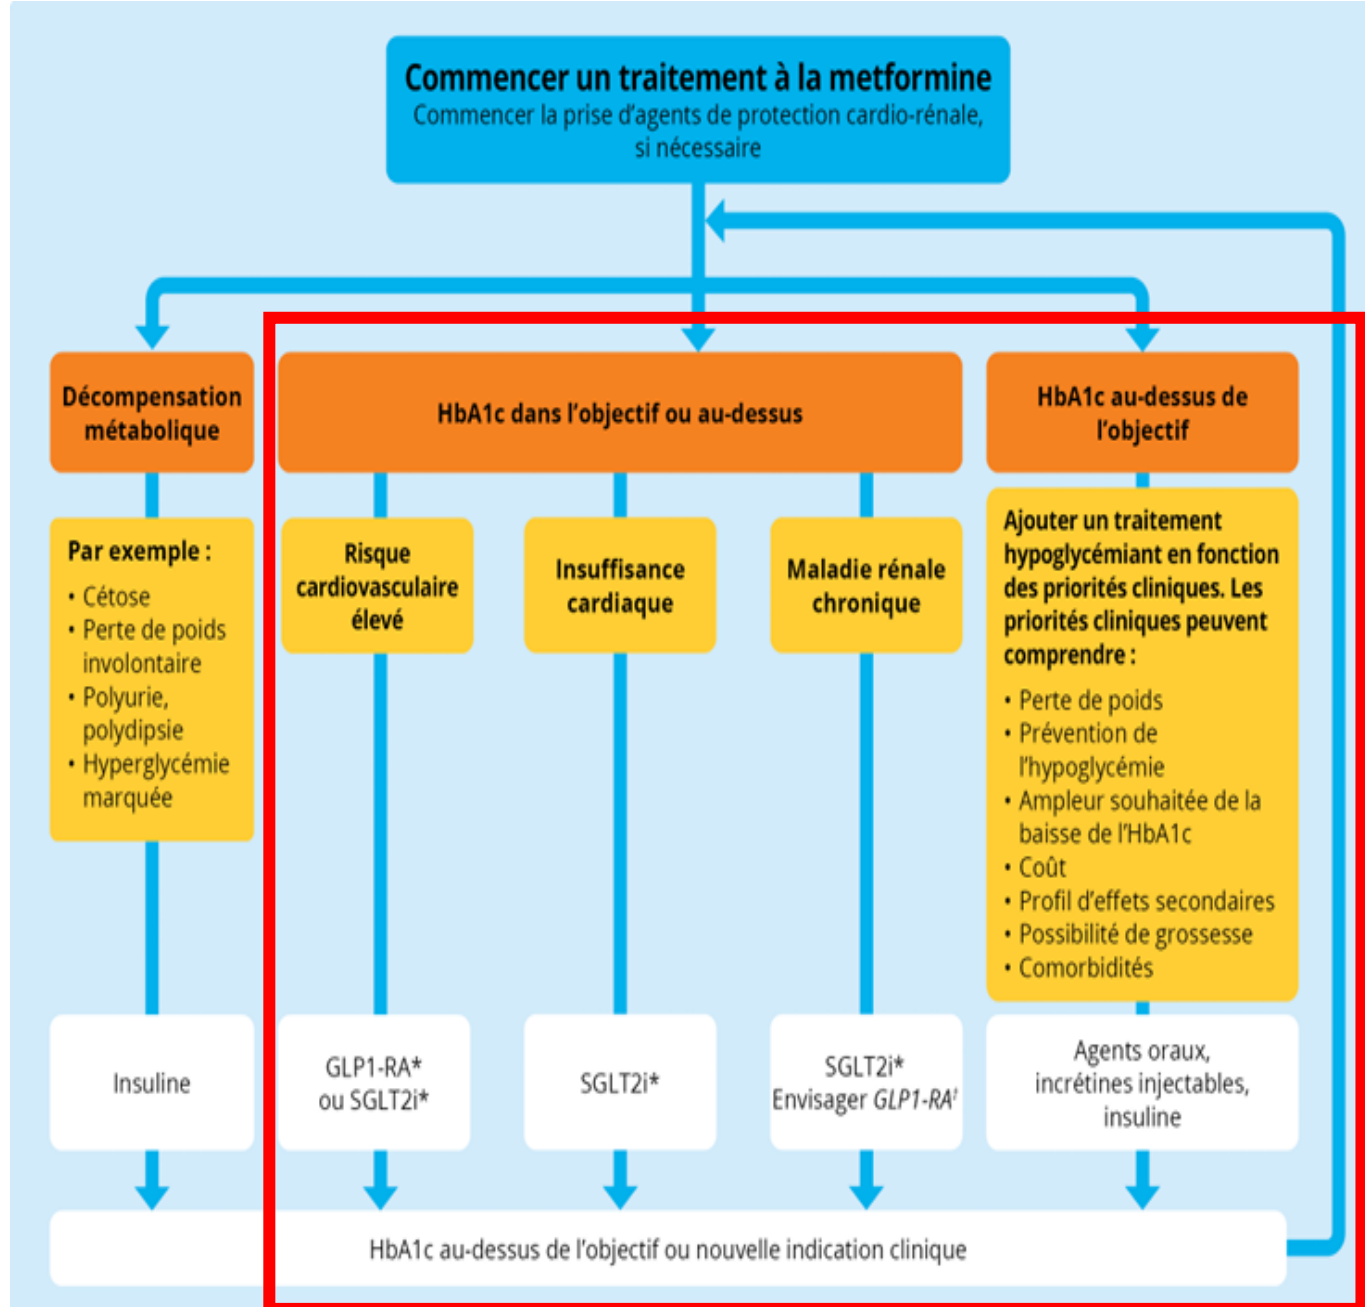 Commencer un traitement à la metformine
Commencer la prise d'agents de protection cardio-rénale,
si nécessaire
Décompensation
métabolique
HbA1c dans l'objectif ou au-dessus
HbA1c au-dessus de
l'objectif
Par exemple :
• Cétose
• Perte de poids
involontaire
• Polyurie,
polydipsie
• Hyperglycémie
marquée
Risque
cardiovasculaire
élevé
Insuffisance
cardiaque
Maladie rénale
chronique
Ajouter un traitement
hypoglycémiant en fonction
des priorités cliniques. Les
priorités cliniques peuvent
comprendre :
• Perte de poids
• Prévention de
l'hypoglycémie
• Ampleur souhaitée de la
baisse de l'HbA1c
• Coût
• Profil d'effets secondaires
• Possibilité de grossesse
• Comorbidités
Insuline
GLP1-RA*
ou SGLT2i*
SGLT2i*
SGLT2i*
Envisager GLP1-RA†
Agents oraux,
incrétines injectables,
insuline
HbA1c au-dessus de l'objectif ou nouvelle indication clinique